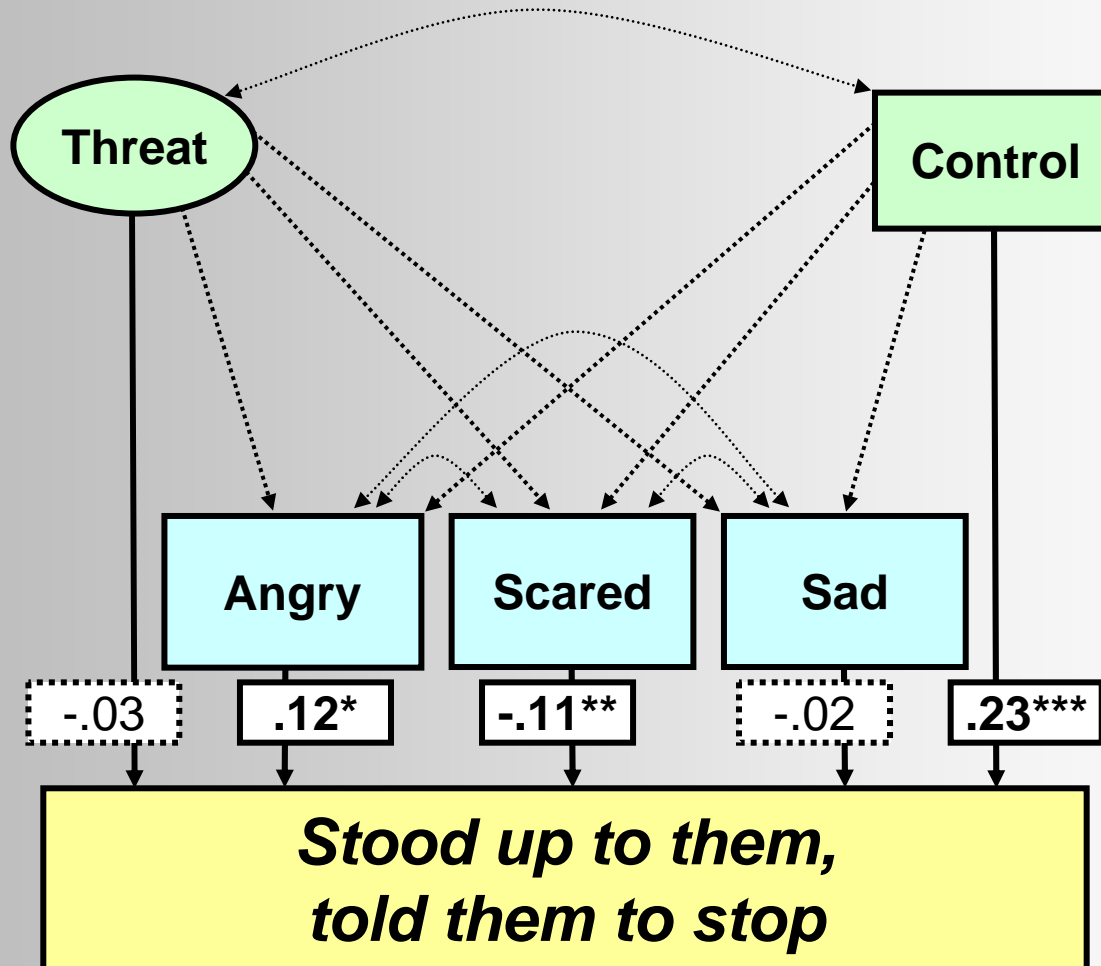 Threat
Control
Angry
Scared
Sad
-.03
.12*
-.11**
-.02
.23***
Stood up to them,
told them to stop